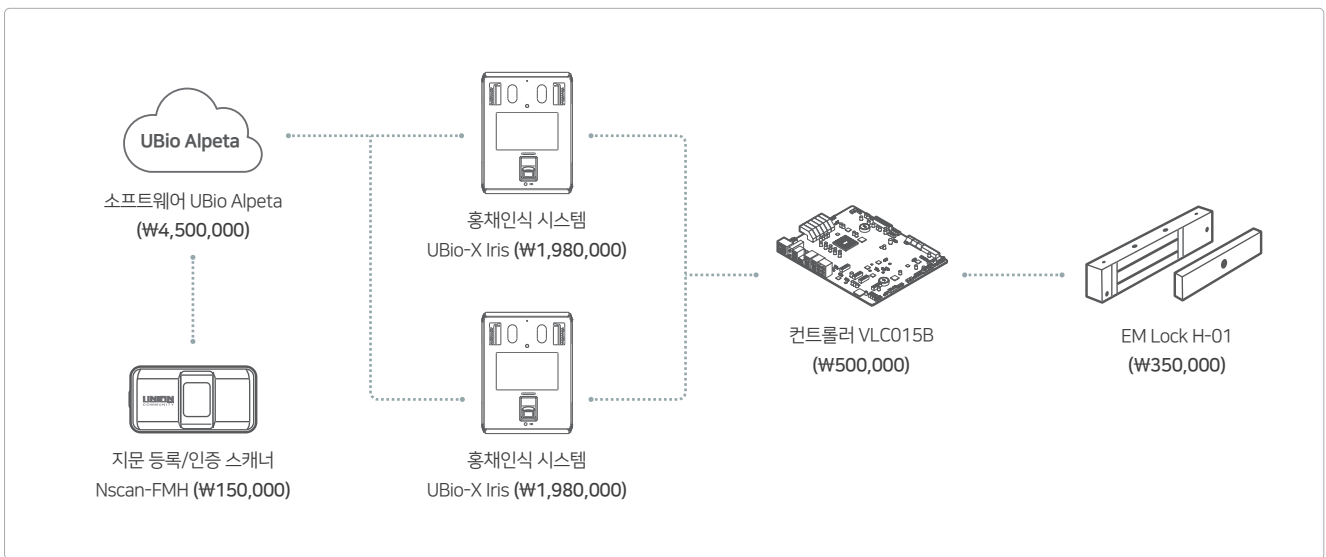 UBio Alpeta
소프트웨어 UBio Alpeta
(₩4,500,000)
UNION
COMMUNITY
지문 등록/인증 스캐너
Nscan-FMH (₩150,000)
홍채인식 시스템
UBio-X Iris (₩1,980,000)
홍채인식 시스템
UBio-X Iris (₩1,980,000)
컨트롤러 VLC015B
(₩500,000)
EM Lock H-01
(₩350,000)